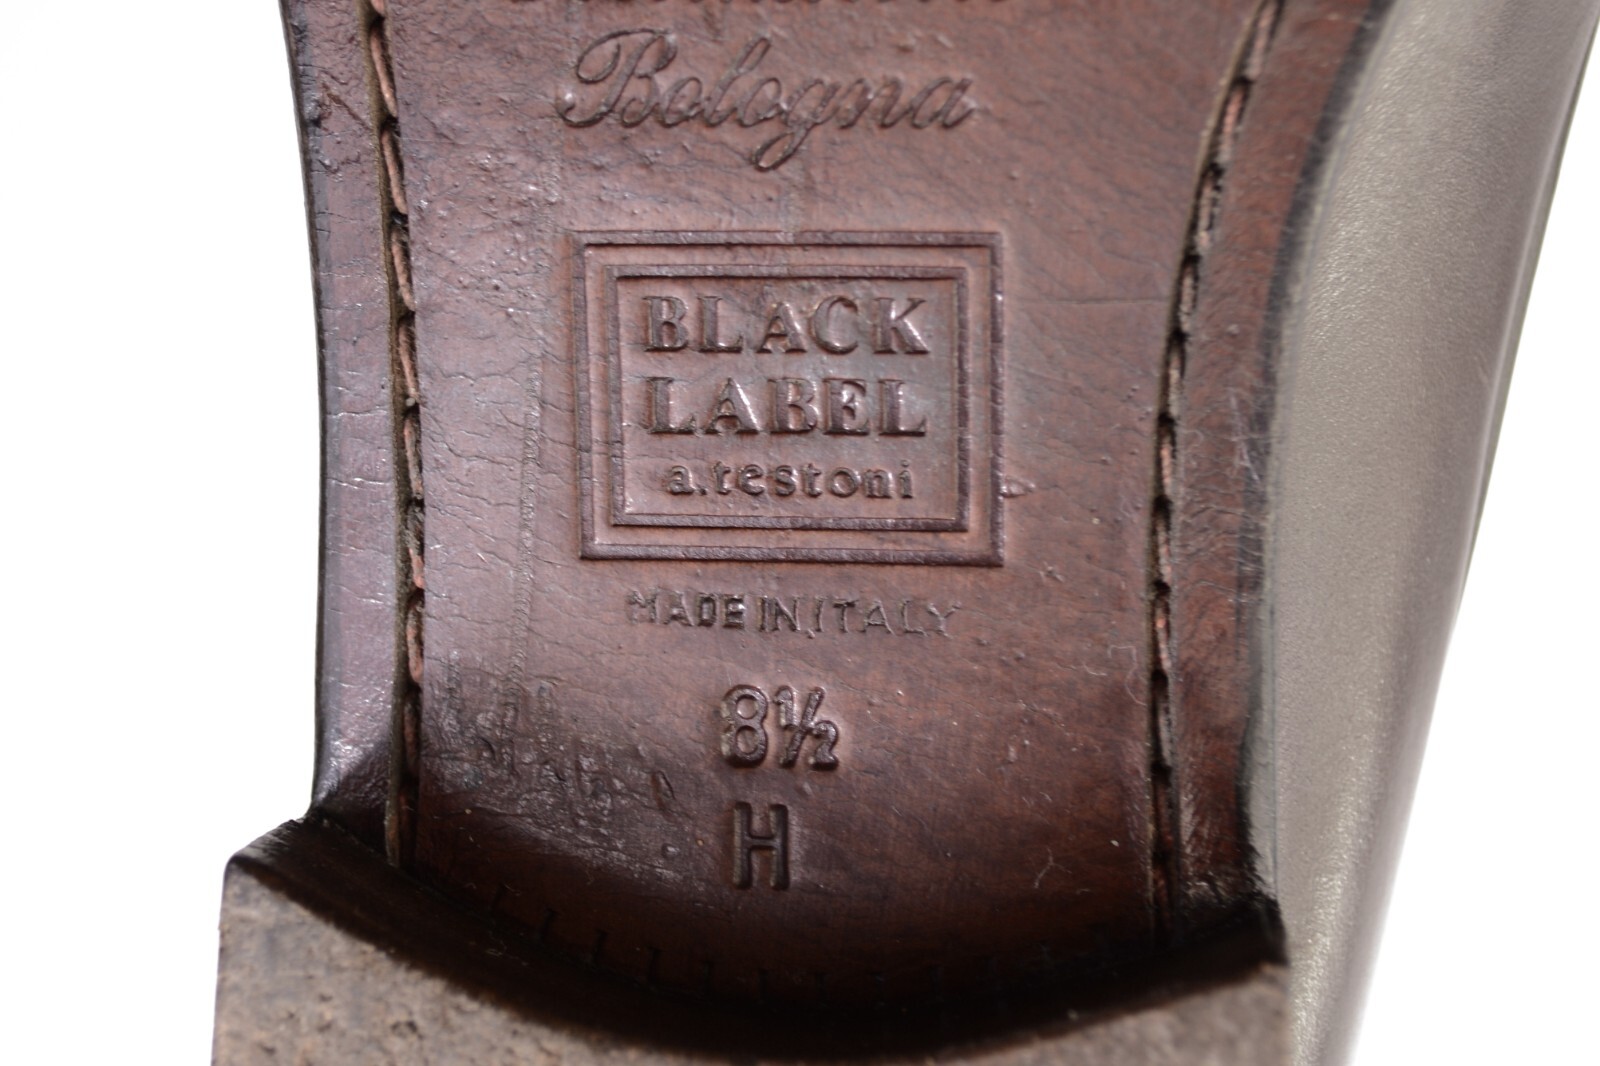 Bologna
BLACK
LABEL
a.testoni
MADE IN ITALY
8½
H